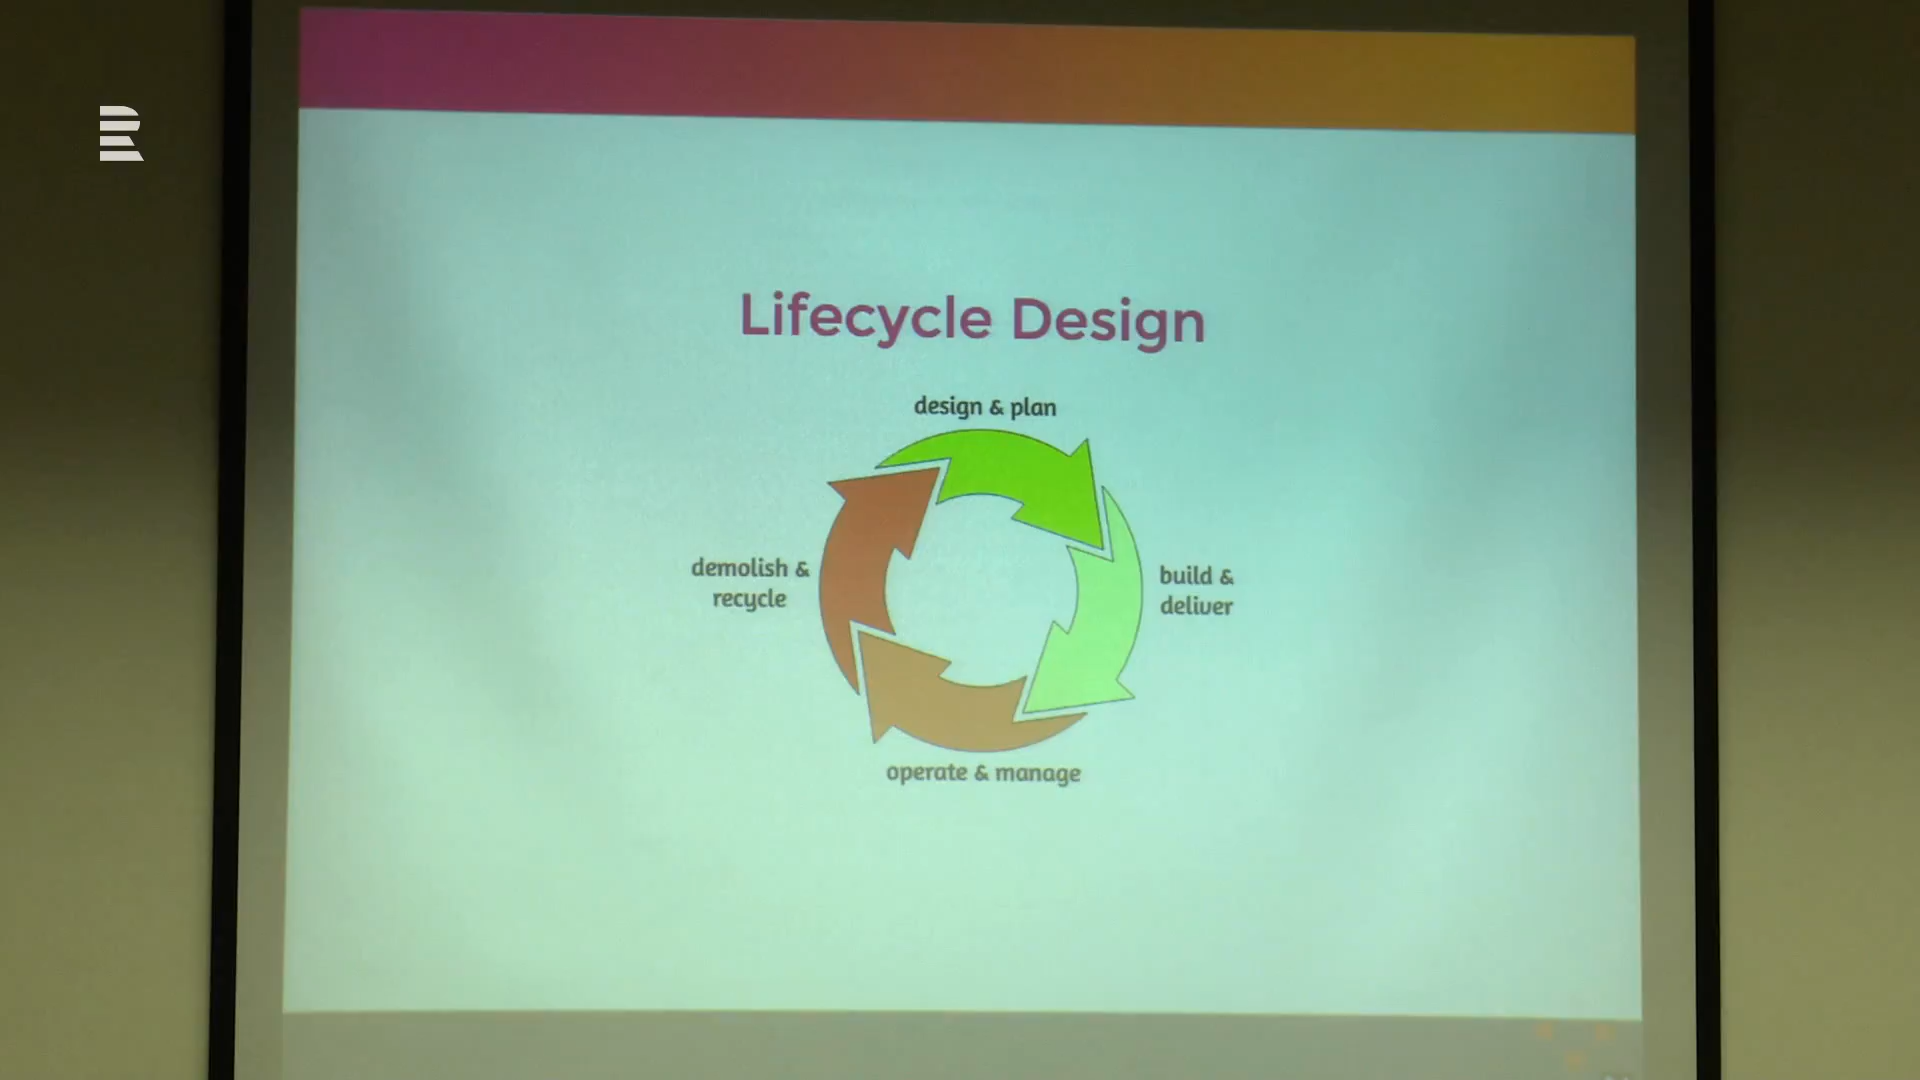 Lifecycle Design
design & plan
demolish &
recycle
build &
deliver
operate & manage